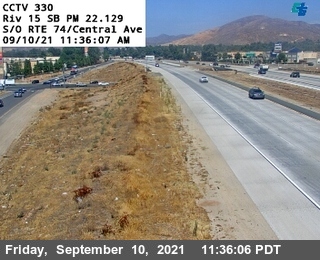 CCTV 330
Riv 15 SB PM 22.129
S/O RTE 74/Central Ave
09/10/21 11:36:07 AM
Friday, September 10, 2021 11:36:06 PDT